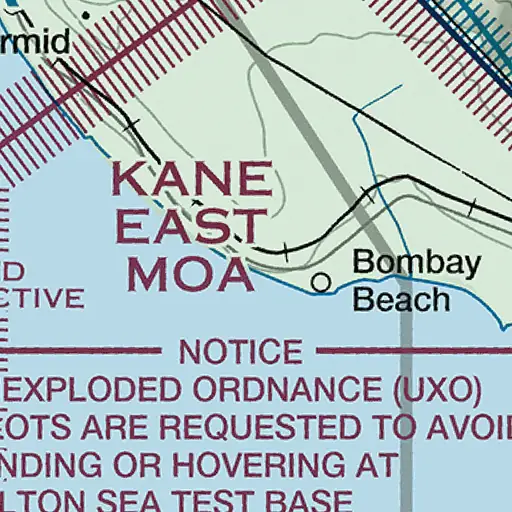 rmid
KANE
EAST
MOA
D
CTIVE
Bombay
Beach
NOTICE
EXPLODED ORDNANCE (UXO)
EOTS ARE REQUESTED TO AVOID
NDING OR HOVERING AT
LTON SEA TEST BASE